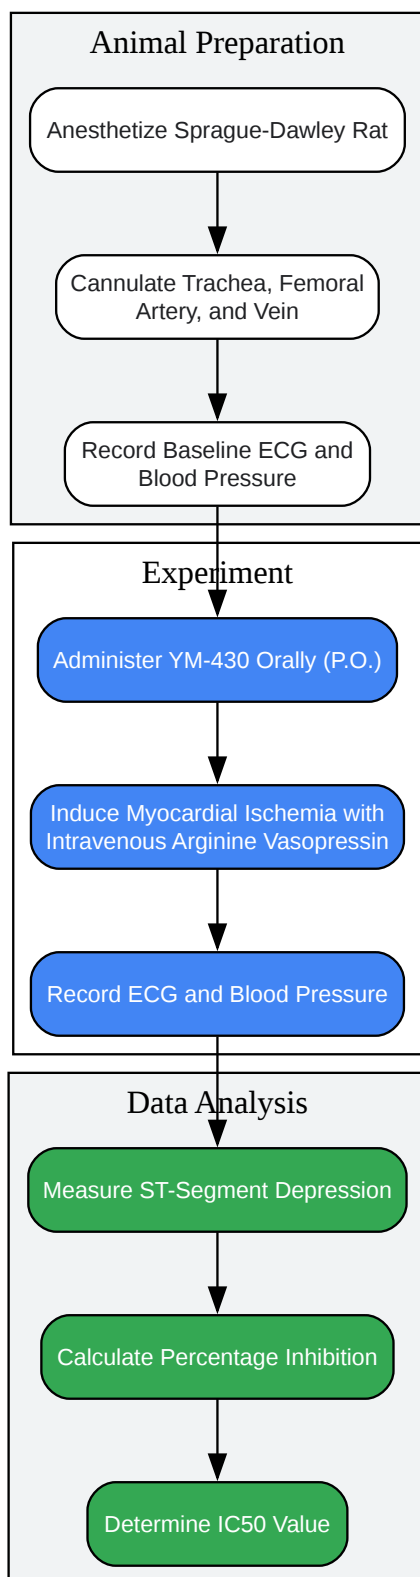 Animal Preparation
Anesthetize Sprague-Dawley Rat
Cannulate Trachea, Femoral
Artery, and Vein
Record Baseline ECG and
Blood Pressure
Experiment
Administer YM-430 Orally (P.O.)
Induce Myocardial Ischemia with
Intravenous Arginine Vasopressin
Record ECG and Blood Pressure
Data Analysis
Measure ST-Segment Depression
Calculate Percentage Inhibition
Determine IC50 Value